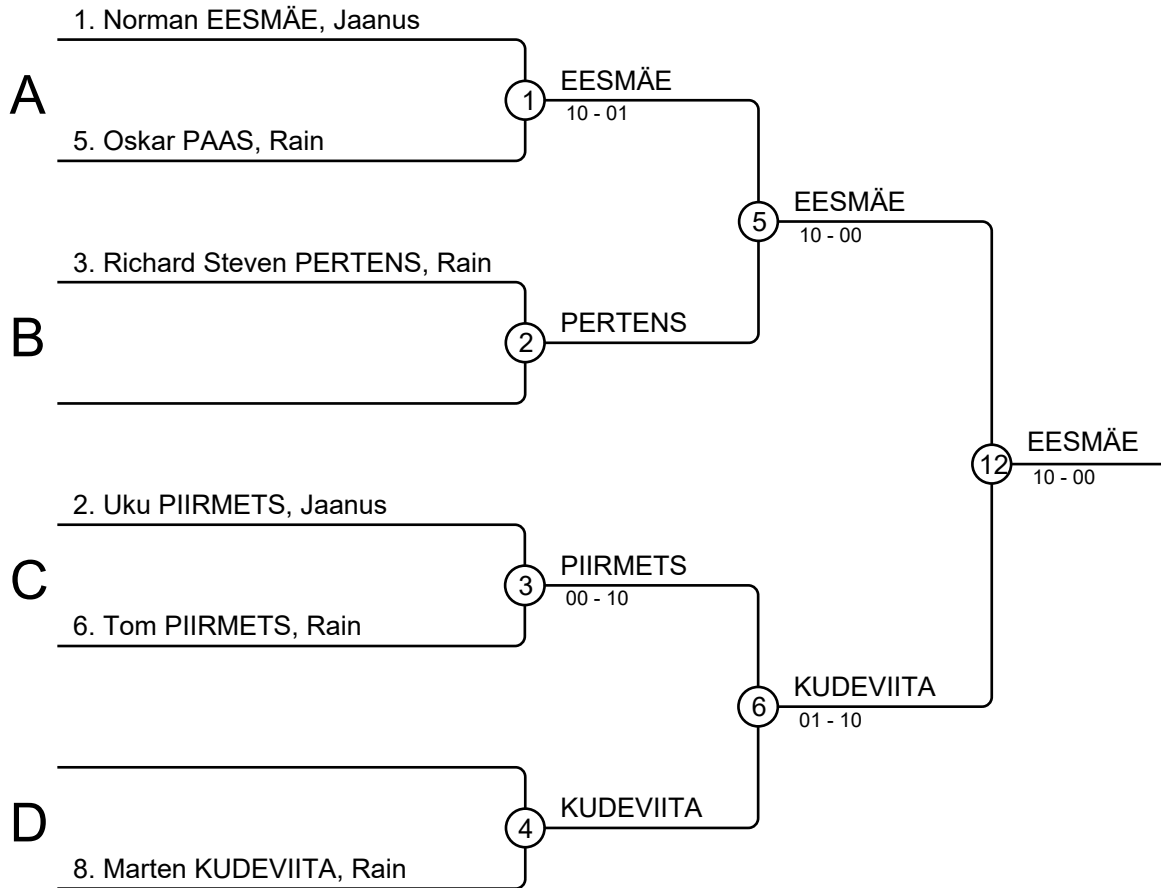 1. Norman EESMÄE, Jaanus
A
1
EESMÄE
10 - 01
5. Oskar PAAS, Rain
5
EESMÄE
10 - 00
3. Richard Steven PERTENS, Rain
B
2
PERTENS
12
EESMÄE
10 - 00
2. Uku PIIRMETS, Jaanus
C
3
PIIRMETS
00 - 10
6. Tom PIIRMETS, Rain
6
KUDEVIITA
01 - 10
D
4
KUDEVIITA
8. Marten KUDEVIITA, Rain